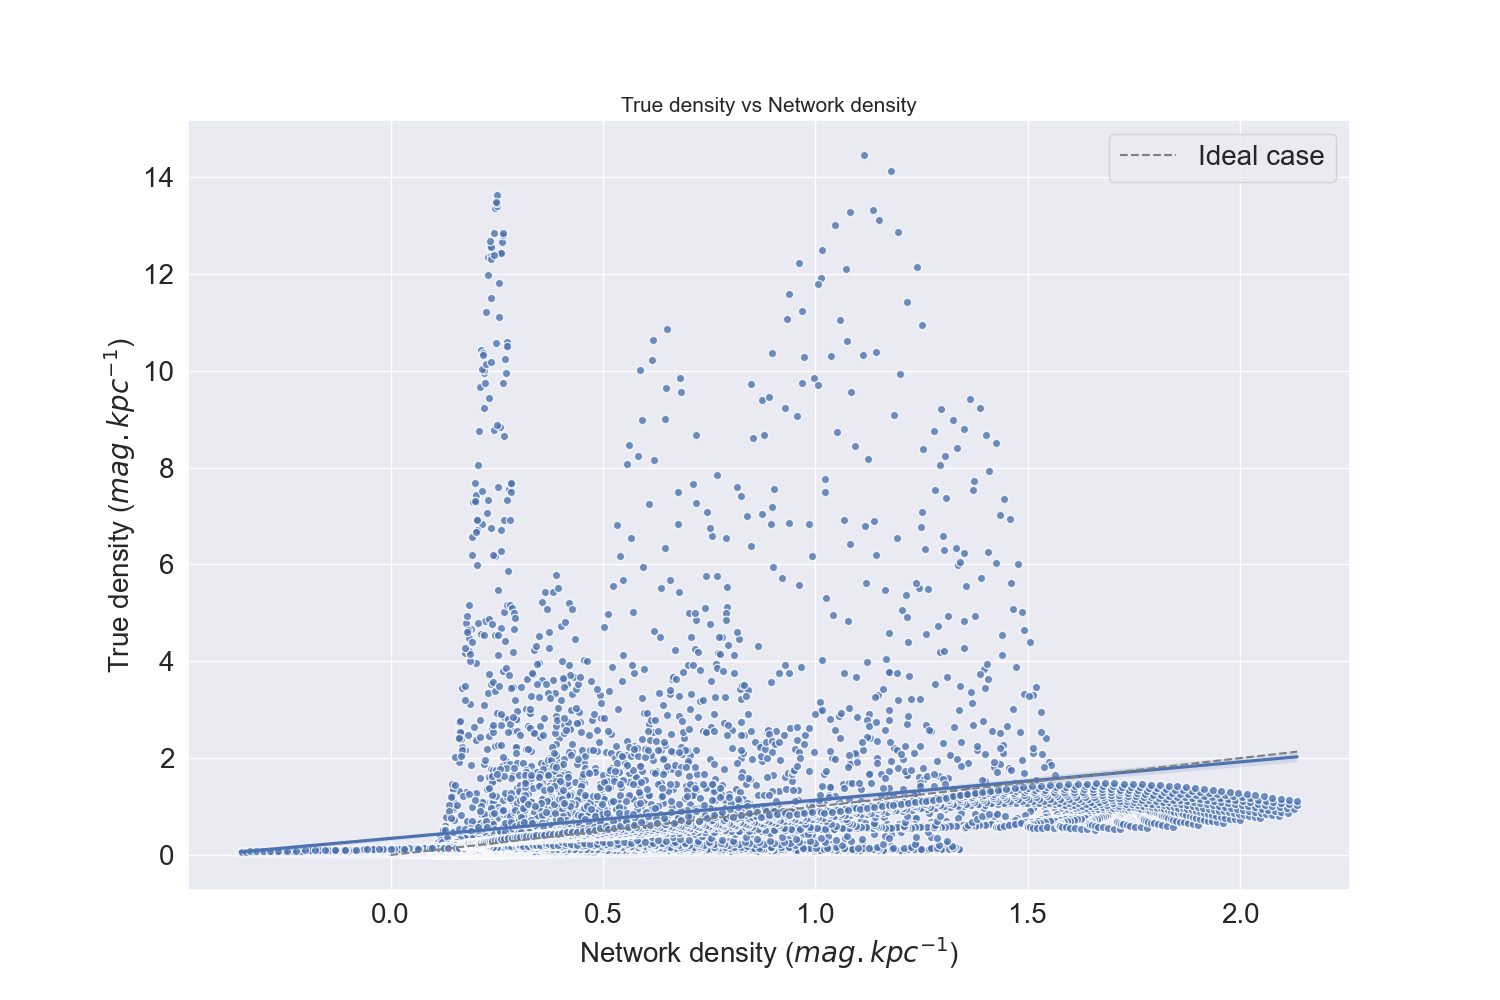 True density vs Network density
Ideal case
14
12
10
8
6
4
2
0
True density (mag. kpc⁻¹)
0.0 0.5 1.0 1.5 2.0
Network density (mag. kpc⁻¹)